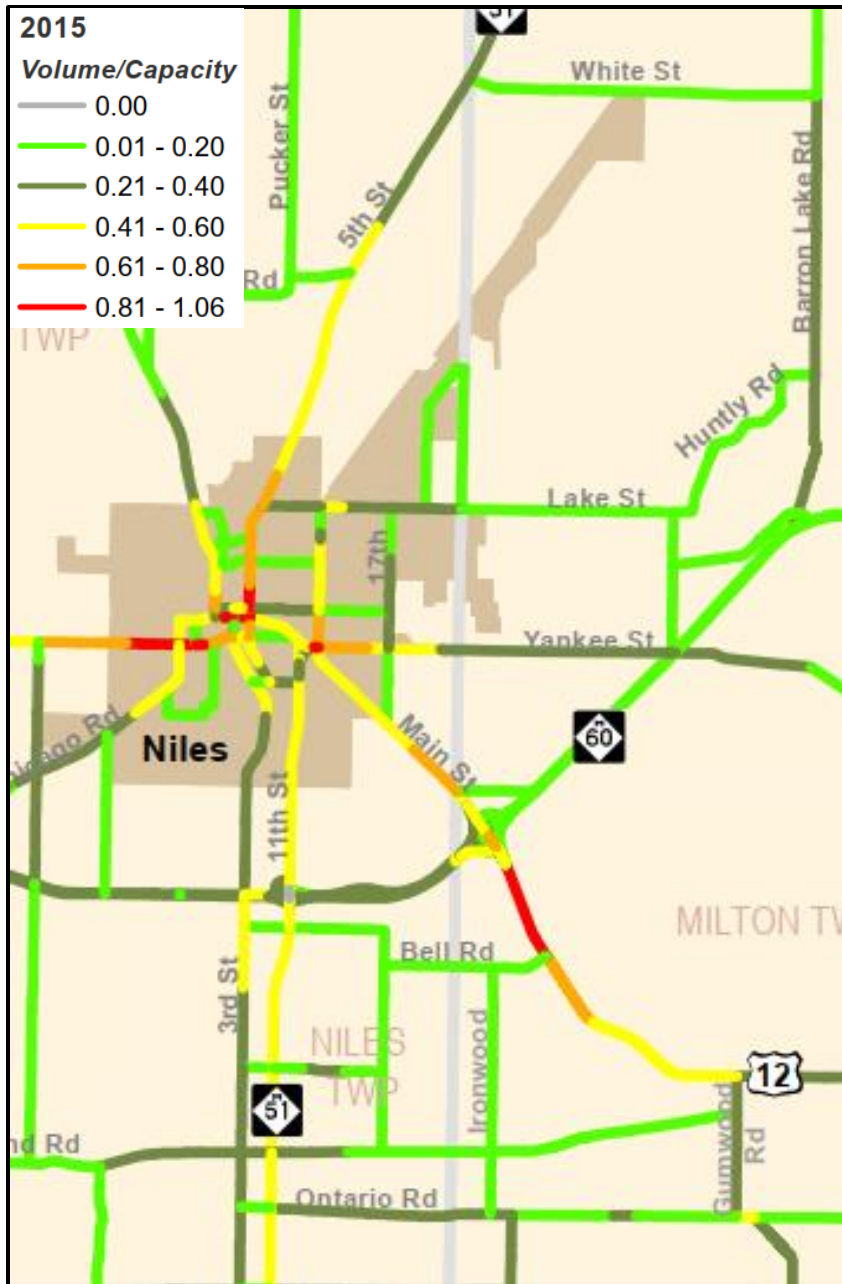 2015
Volume/Capacity
0.00
0.01 - 0.20
0.21 - 0.40
0.41 - 0.60
0.61 - 0.80
0.81 - 1.06
White St
Pucker St
5th St
Barron Lake Rd
Rd
TWP
Huntly Rd
Lake St
17th
Yankee St
Main St
M
60
Niles
11th St
MILTON TW
Bell Rd
3rd St
Ironwood
NILES
TWP
12
M
51
Gumwood
Rd
nd Rd
Ontario Rd